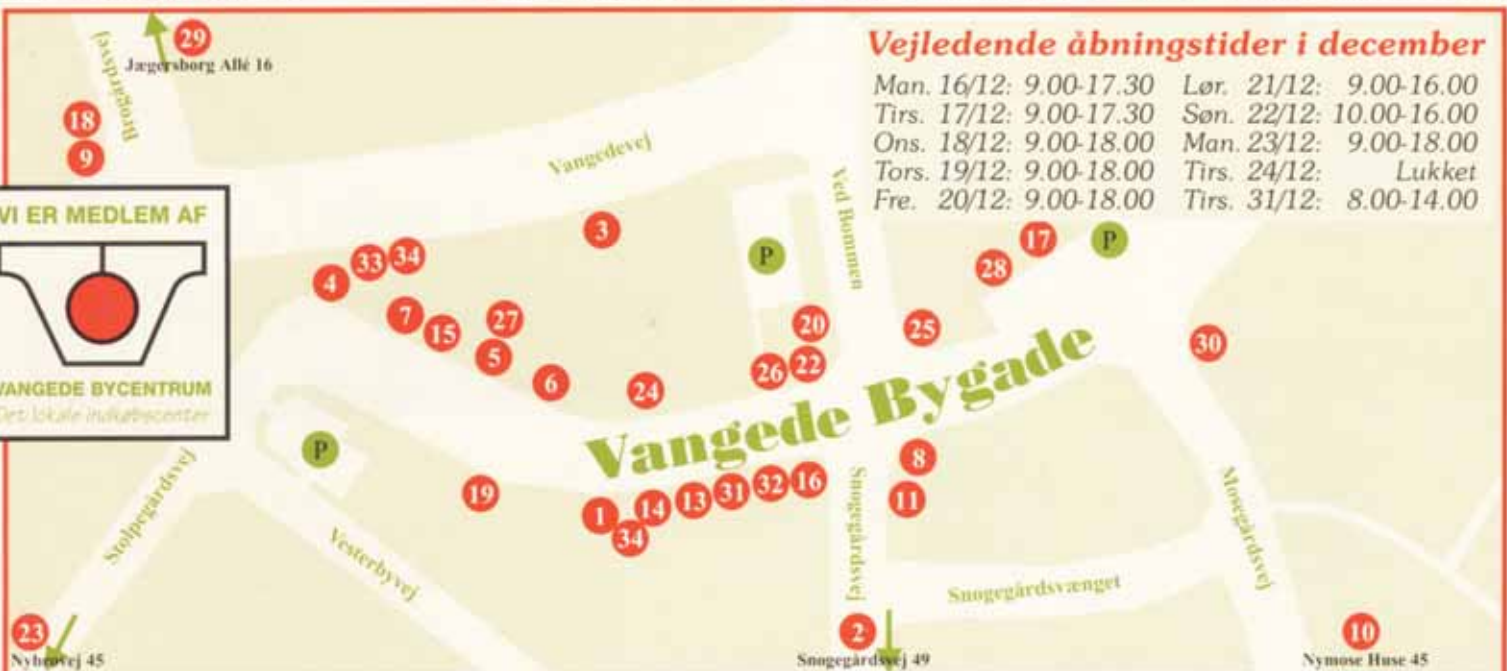 Vejledende åbningstider i december
Man. 16/12: 9.00-17.30 Lør. 21/12: 9.00-16.00
Tirs. 17/12: 9.00-17.30 Søn. 22/12: 10.00-16.00
Ons. 18/12: 9.00-18.00 Man. 23/12: 9.00-18.00
Tors. 19/12: 9.00-18.00 Tirs. 24/12: Lukket
Fre. 20/12: 9.00-18.00 Tirs. 31/12: 8.00-14.00
29
Jægersborg Allé 16
Brogårdsvej
18
9
Vangedevej
Ved Bommen
VI ER MEDLEM AF
VANGEDE BYCENTRUM
Det lokale indkøbscenter
3
P
17
P
28
4
33
34
7
15
27
5
6
24
20
22
26
25
30
Vangede Bygade
P
19
1
34
14
13
31
32
16
8
11
Stolpegårdsvej
Vesterbyvej
Snogegårdsvej
Snogegårdsvænget
Mosegårdsvej
23
Nybrovej 45
2
Snogegårdsvej 49
10
Nymose Huse 45